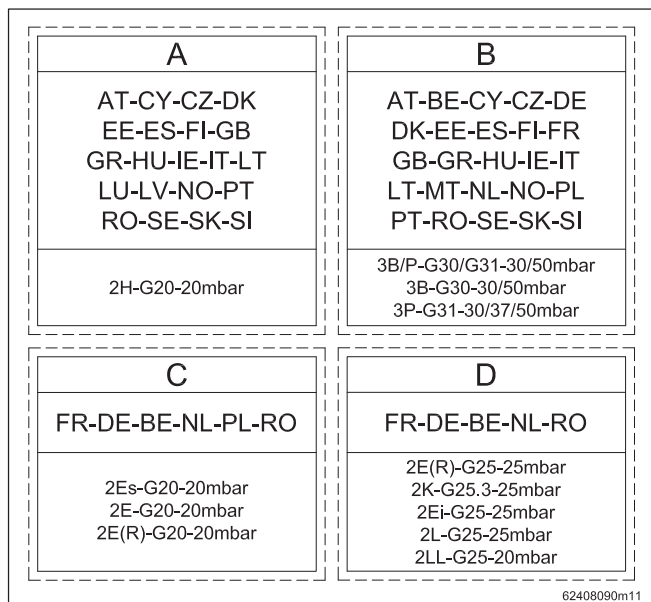 A
AT-CY-CZ-DK
EE-ES-FI-GB
GR-HU-IE-IT-LT
LU-LV-NO-PT
RO-SE-SK-SI
2H-G20-20mbar
B
AT-BE-CY-CZ-DE
DK-EE-ES-FI-FR
GB-GR-HU-IE-IT
LT-MT-NL-NO-PL
PT-RO-SE-SK-SI
3B/P-G30/G31-30/50mbar
3B-G30-30/50mbar
3P-G31-30/37/50mbar
C
FR-DE-BE-NL-PL-RO
2Es-G20-20mbar
2E-G20-20mbar
2E(R)-G20-20mbar
D
FR-DE-BE-NL-RO
2E(R)-G25-25mbar
2K-G25.3-25mbar
2Ei-G25-25mbar
2L-G25-25mbar
2LL-G25-20mbar
62408090m11